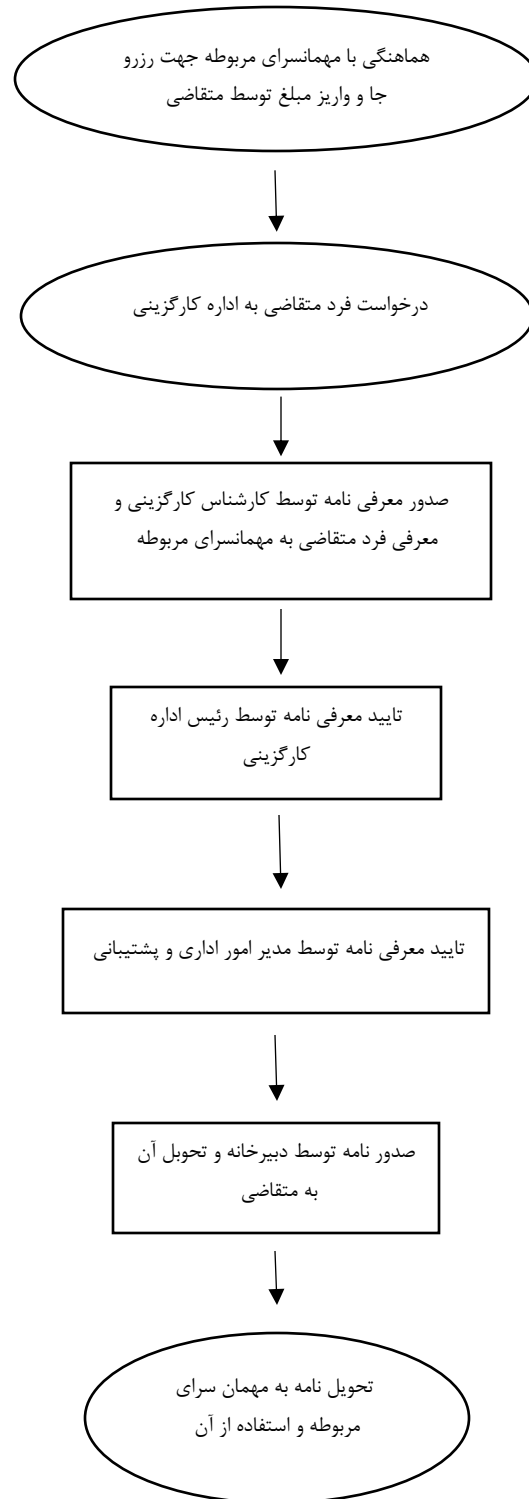 هماهنگی با مهمانسرای مربوطه جهت رزرو
جا و واریز مبلغ توسط متقاضی
درخواست فرد متقاضی به اداره کارگزینی
صدور معرفی نامه توسط کارشناس کارگزینی و
معرفی فرد متقاضی به مهمانسرای مربوطه
تایید معرفی نامه توسط رئیس اداره
کارگزینی
تایید معرفی نامه توسط مدیر امور اداری و پشتیبانی
صدور نامه توسط دبیرخانه و تحوبل آن
به متقاضی
تحویل نامه به مهمان سرای
مربوطه و استفاده از آن